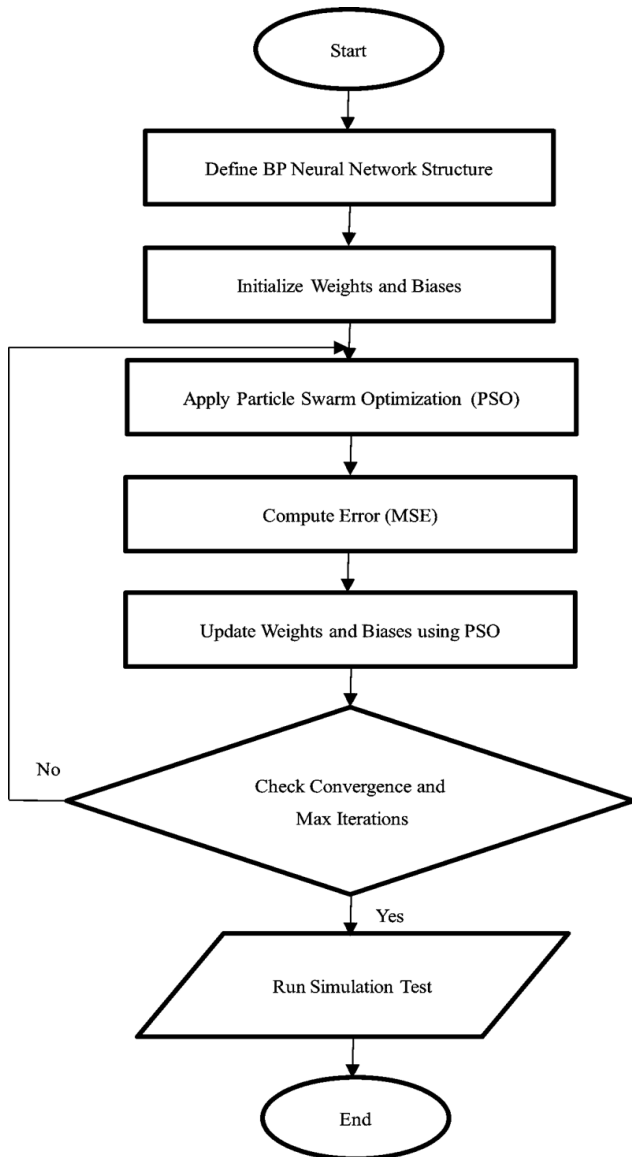 Start
Define BP Neural Network Structure
Initialize Weights and Biases
Apply Particle Swarm Optimization (PSO)
Compute Error (MSE)
Update Weights and Biases using PSO
No
Check Convergence and
Max Iterations
Yes
Run Simulation Test
End